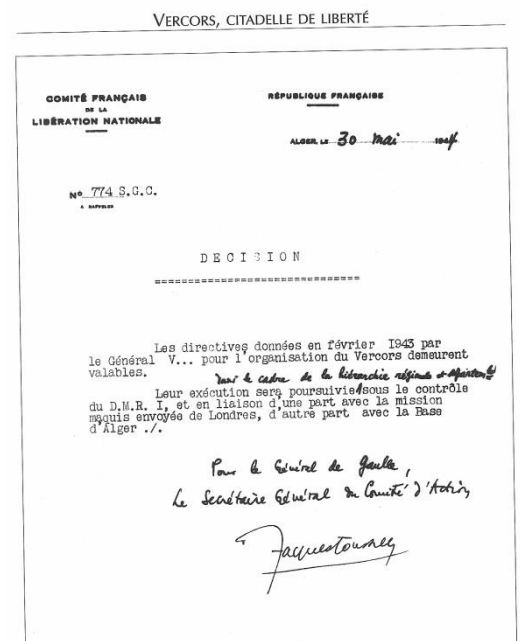 VERCORS, CITADELLE DE LIBERTÉ
COMITÉ FRANÇAIS
DE LA
LIBÉRATION NATIONALE
RÉPUBLIQUE FRANÇAISE
ALGER, LE 30 mai 1944
Nº 774 S.G.C.
A RAPPELER
DECISION
==============================
Les directives données en février 1943 par
le Général V... pour l'organisation du Vercors demeurent
valables.
dans le cadre de la hiérarchie régionale et départementale
Leur exécution sera poursuivie sous le contrôle
du D.M.R. I, et en liaison d'une part avec la mission
maquis envoyée de Londres, d'autre part avec la Base
d'Alger ./.
Pour le Général de Gaulle,
Le Secrétaire Général du Comité d'Action